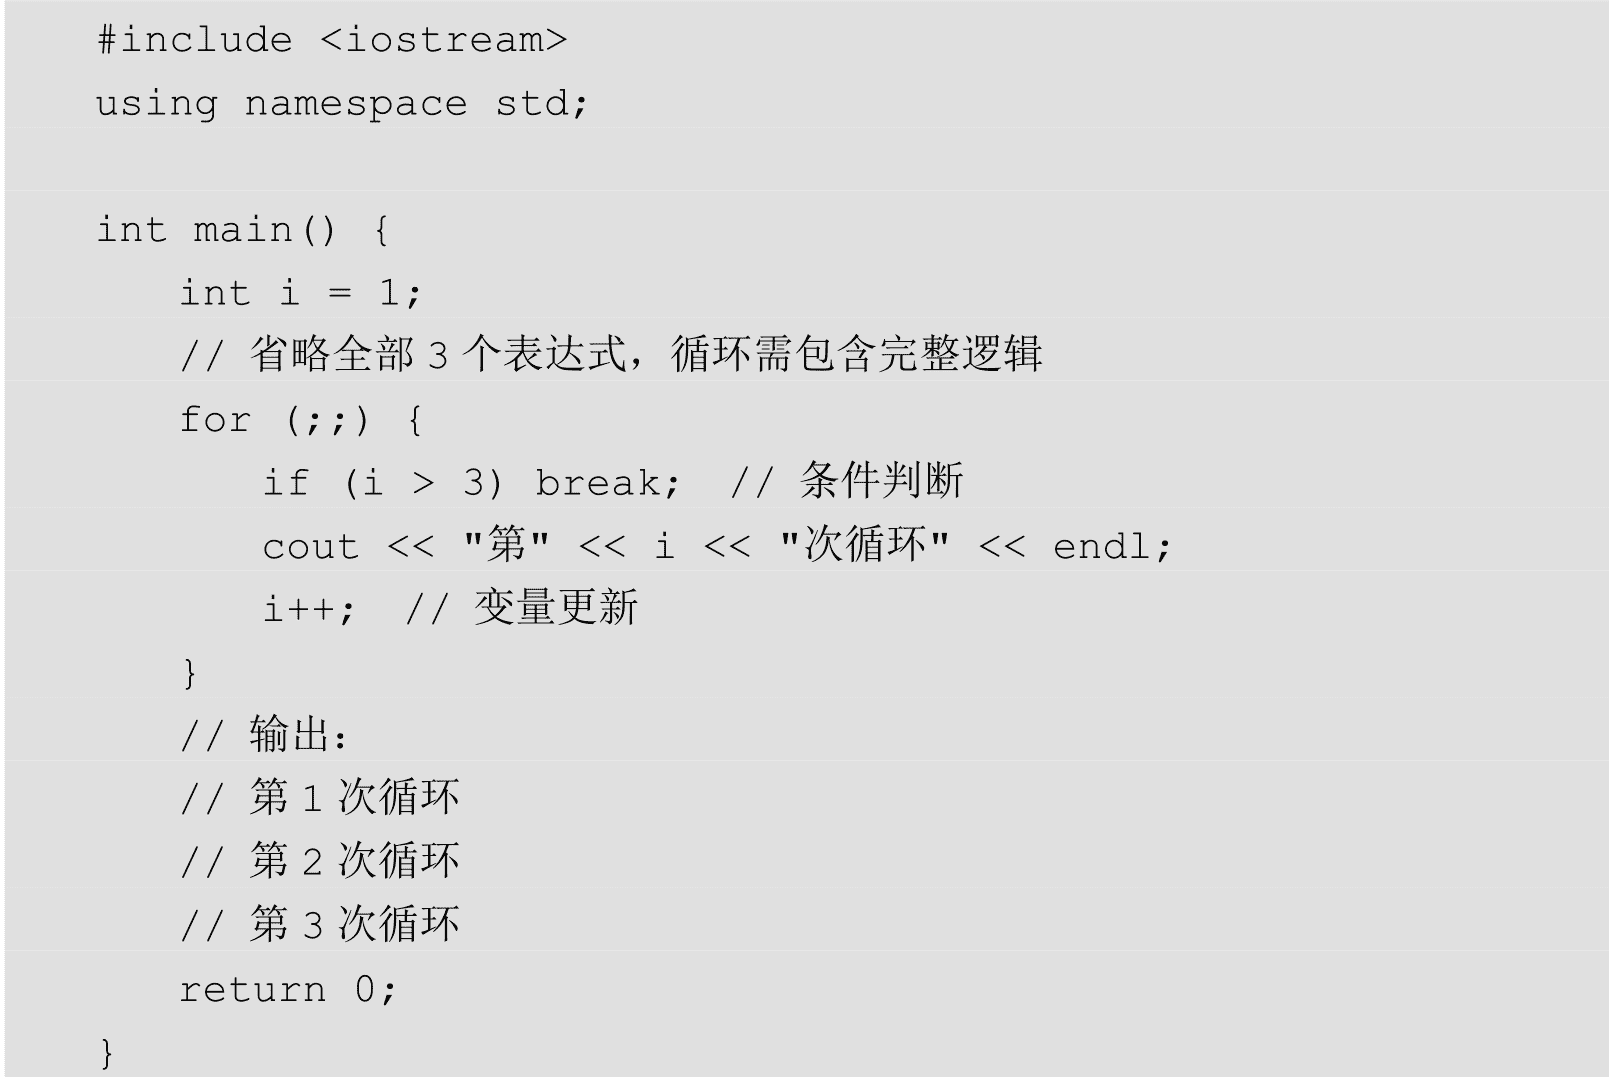 #include <iostream>
using namespace std;
int main() {
int i = 1;
// 省略全部 3 个表达式，循环需包含完整逻辑
for (;;) {
if (i > 3) break;  // 条件判断
cout << "第" << i << "次循环" << endl;
i++;  // 变量更新
}
// 输出：
// 第 1 次循环
// 第 2 次循环
// 第 3 次循环
return 0;
}